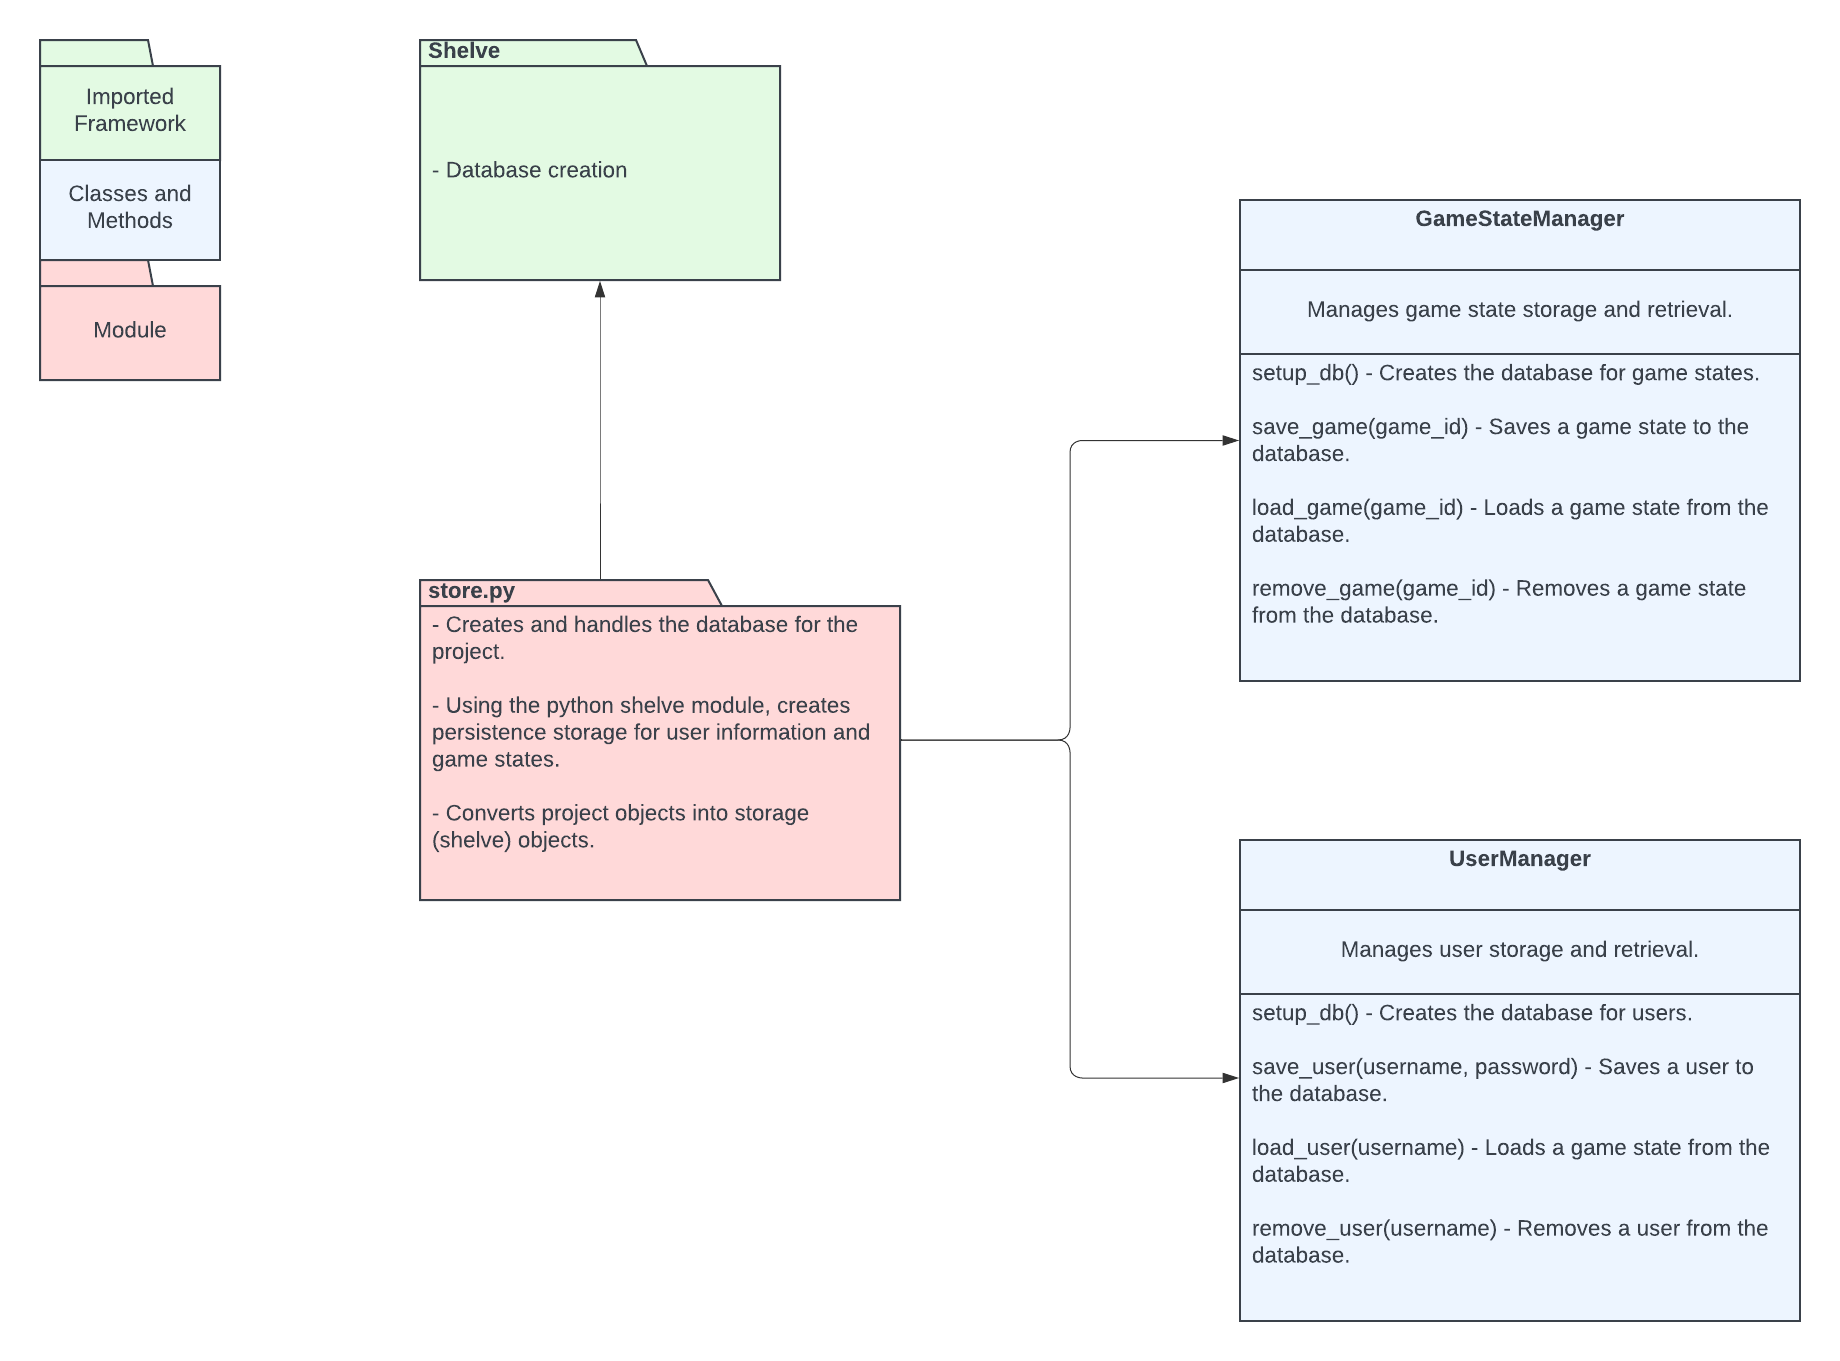 Imported
Framework
Classes and
Methods
Module
Shelve
- Database creation
store.py
- Creates and handles the database for the
project.
- Using the python shelve module, creates
persistence storage for user information and
game states.
- Converts project objects into storage
(shelve) objects.
GameStateManager
Manages game state storage and retrieval.
setup_db() - Creates the database for game states.
save_game(game_id) - Saves a game state to the
database.
load_game(game_id) - Loads a game state from the
database.
remove_game(game_id) - Removes a game state
from the database.
UserManager
Manages user storage and retrieval.
setup_db() - Creates the database for users.
save_user(username, password) - Saves a user to
the database.
load_user(username) - Loads a game state from the
database.
remove_user(username) - Removes a user from the
database.